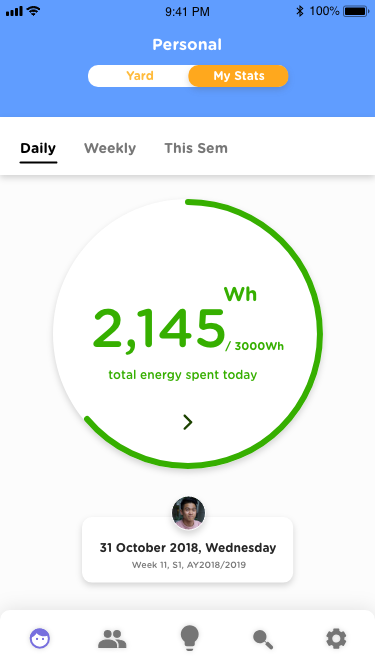 9:41 PM 100%
Personal
Yard My Stats
Daily Weekly This Sem
Wh
2,145
/ 3000Wh
total energy spent today
31 October 2018, Wednesday
Week 11, S1, AY2018/2019